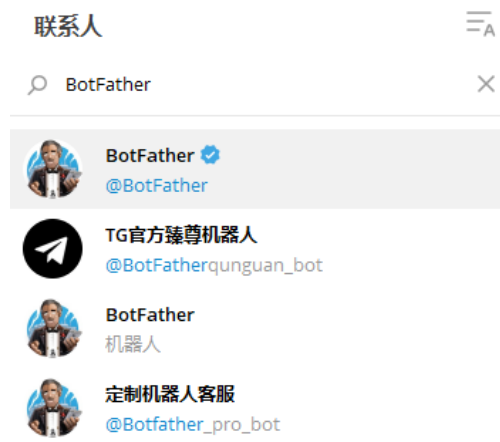 联系人
BotFather
BotFather
@BotFather
TG官方臻尊机器人
@BotFatherqunguan_bot
BotFather
机器人
定制机器人客服
@Botfather_pro_bot